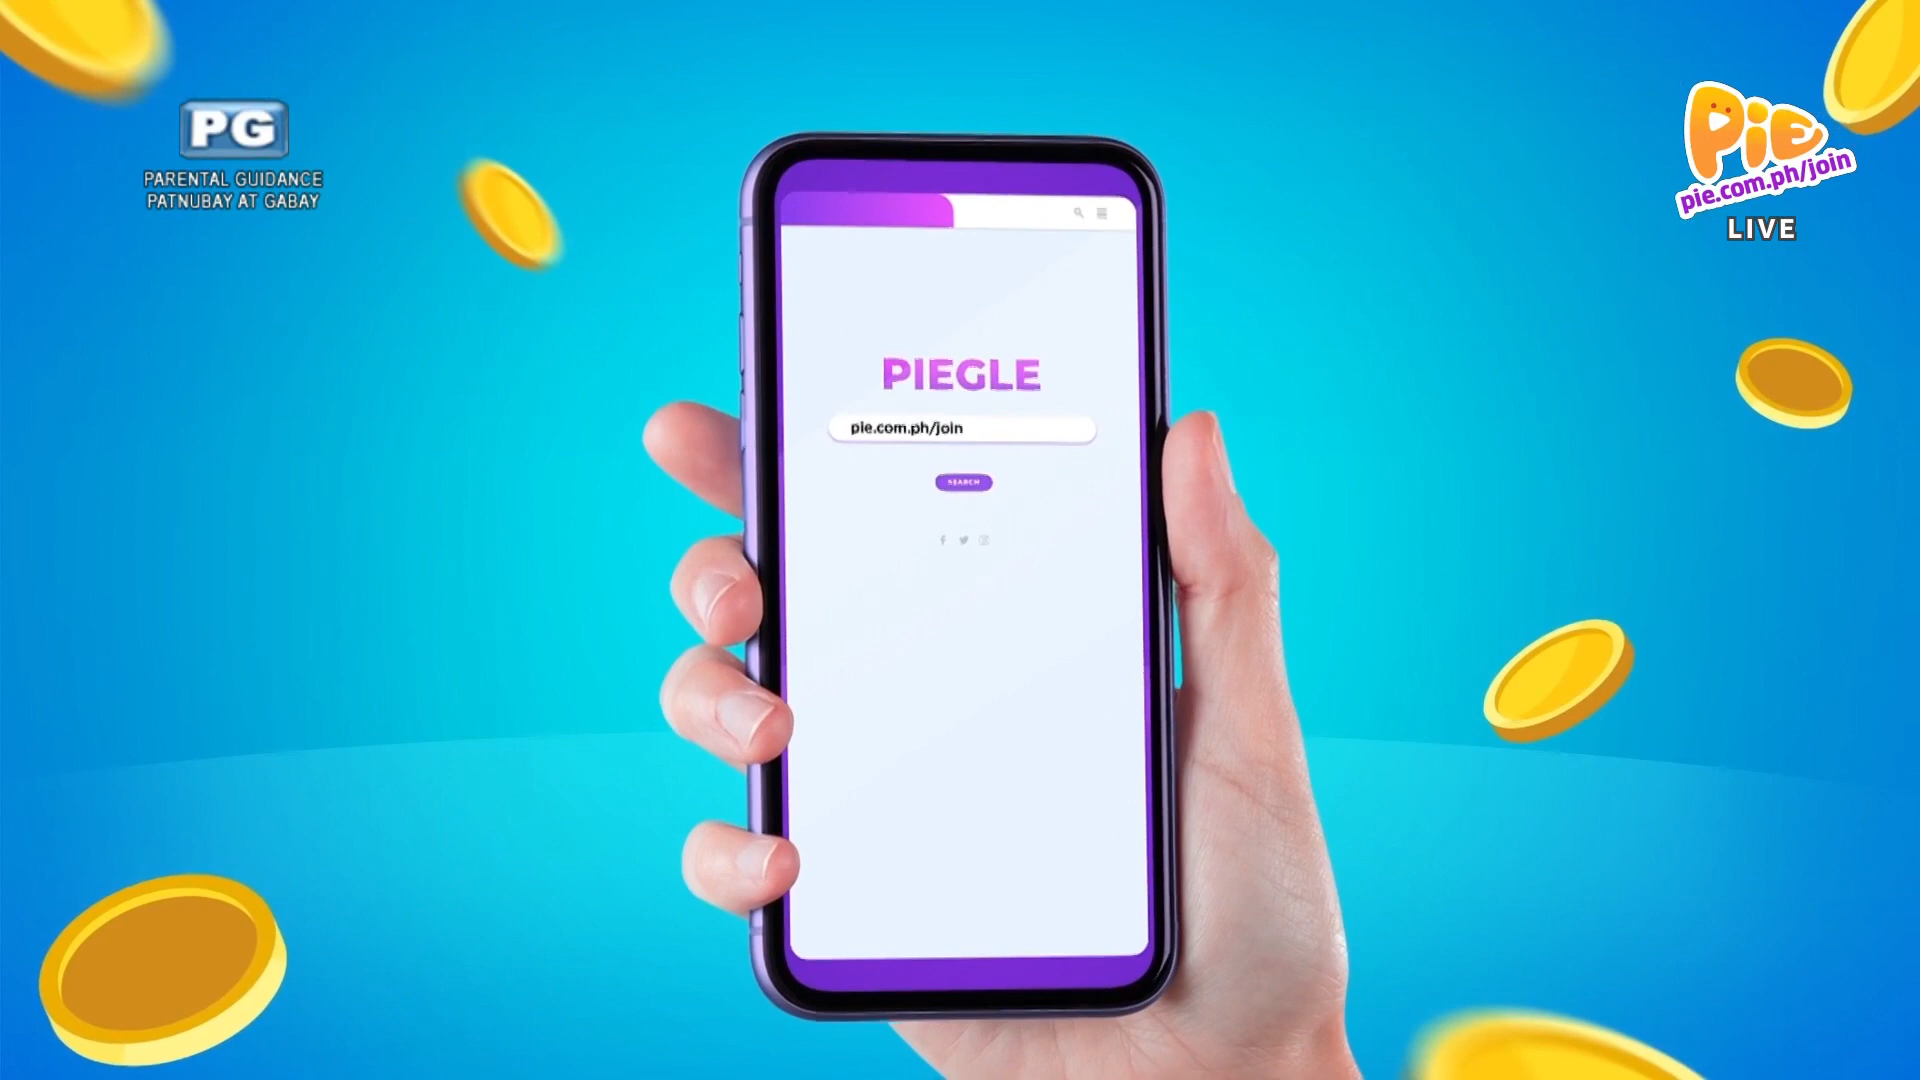 PG
PARENTAL GUIDANCE
PATNUBAY AT GABAY
PiE
pie.com.ph/join
LIVE
PIEGLE
pie.com.ph/join
SEARCH